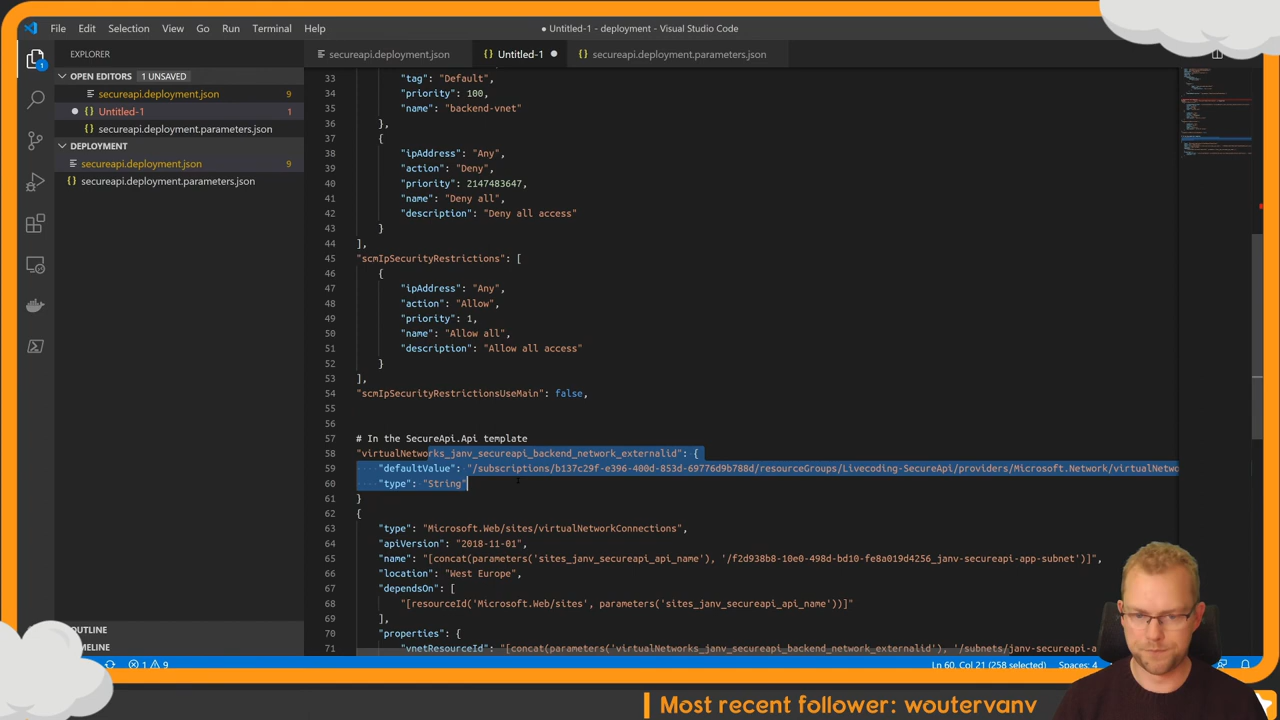 File Edit Selection View Go Run Terminal Help
● Untitled-1 - deployment - Visual Studio Code
EXPLORER
secureapi.deployment.json
{} Untitled-1 ●
{} secureapi.deployment.parameters.json
OPEN EDITORS 1 UNSAVED
secureapi.deployment.json 9
● {} Untitled-1 1
{} secureapi.deployment.parameters.json
DEPLOYMENT
secureapi.deployment.json 9
{} secureapi.deployment.parameters.json
OUTLINE
MELINE
1
33 "tag": "Default",
34 "priority": 100,
35 "name": "backend-vnet"
36 },
37 {
38 "ipAddress": "Any",
39 "action": "Deny",
40 "priority": 2147483647,
41 "name": "Deny all",
42 "description": "Deny all access"
43 }
44 ],
45 "scmIpSecurityRestrictions": [
46 {
47 "ipAddress": "Any",
48 "action": "Allow",
49 "priority": 1,
50 "name": "Allow all",
51 "description": "Allow all access"
52 }
53 ],
54 "scmIpSecurityRestrictionsUseMain": false,
55
56
57 # In the SecureApi.Api template
58 "virtualNetworks_janv_secureapi_backend_network_externalid": {
59 "defaultValue": "/subscriptions/b137c29f-e396-400d-853d-69776d9b788d/resourceGroups/Livecoding-SecureApi/providers/Microsoft.Network/virtualNetwo
60 "type": "String"
61 }
62 {
63 "type": "Microsoft.Web/sites/virtualNetworkConnections",
64 "apiVersion": "2018-11-01",
65 "name": "[concat(parameters('sites_janv_secureapi_api_name'), '/f2d938b8-10e0-498d-bd10-fe8a019d4256_janv-secureapi-app-subnet')]",
66 "location": "West Europe",
67 "dependsOn": [
68 "[resourceId('Microsoft.Web/sites', parameters('sites_janv_secureapi_api_name'))]"
69 ],
70 "properties": {
71 "vnetResourceId": "[concat(parameters('virtualNetworks_janv_secureapi_backend_network_externalid'), '/subnets/janv-secureapi-a
1 9
Ln 60, Col 21 (258 selected) Spaces: 4
Most recent follower: woutervanv